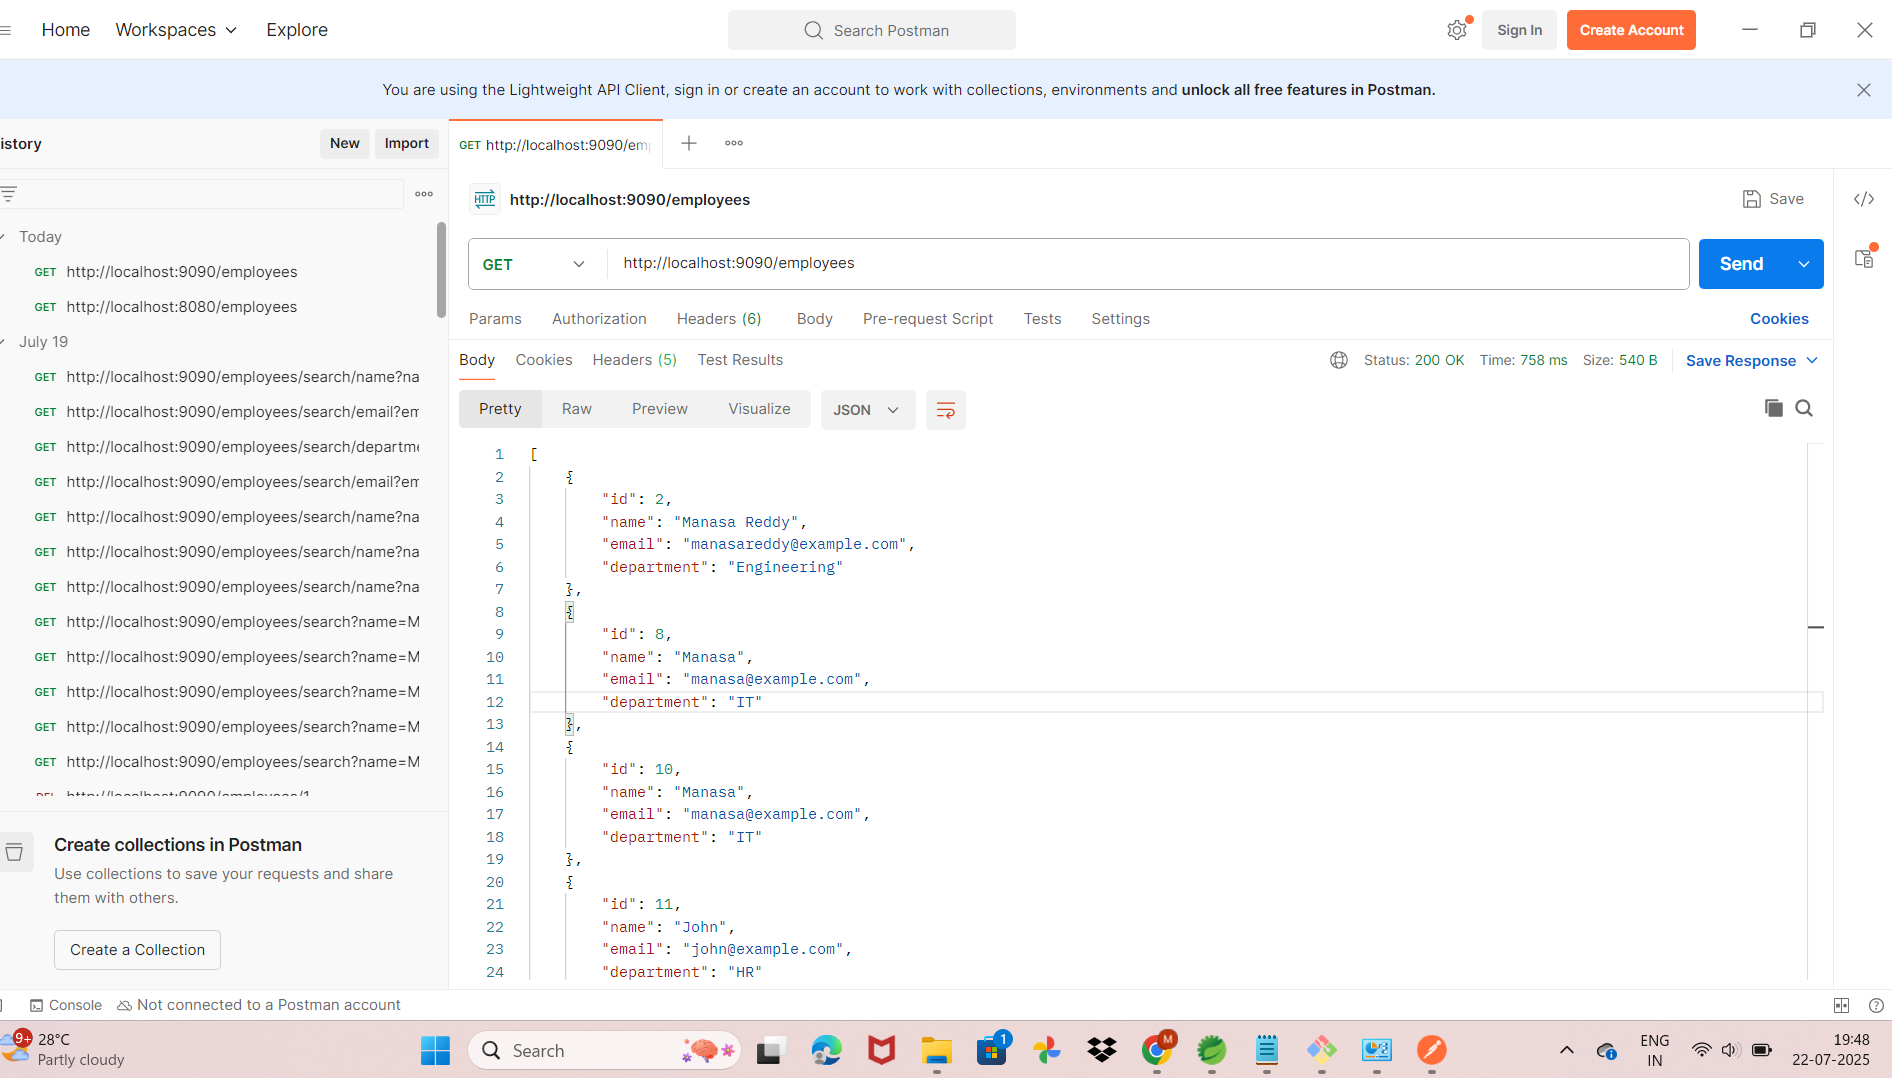 Home Workspaces Explore
Search Postman
Sign In Create Account
You are using the Lightweight API Client, sign in or create an account to work with collections, environments and unlock all free features in Postman.
istory New Import
GET http://localhost:9090/em
HTTP http://localhost:9090/employees
Save
Today
GET http://localhost:9090/employees
GET http://localhost:8080/employees
July 19
GET http://localhost:9090/employees/search/name?na
GET http://localhost:9090/employees/search/email?em
GET http://localhost:9090/employees/search/departme
GET http://localhost:9090/employees/search/email?em
GET http://localhost:9090/employees/search/name?na
GET http://localhost:9090/employees/search/name?na
GET http://localhost:9090/employees/search/name?na
GET http://localhost:9090/employees/search?name=M
GET http://localhost:9090/employees/search?name=M
GET http://localhost:9090/employees/search?name=M
GET http://localhost:9090/employees/search?name=M
GET http://localhost:9090/employees/search?name=M
Create collections in Postman
Use collections to save your requests and share
them with others.
Create a Collection
GET http://localhost:9090/employees Send
Params Authorization Headers (6) Body Pre-request Script Tests Settings Cookies
Body Cookies Headers (5) Test Results Status: 200 OK Time: 758 ms Size: 540 B Save Response
Pretty Raw Preview Visualize JSON
1 [
2 {
3 "id": 2,
4 "name": "Manasa Reddy",
5 "email": "manasareddy@example.com",
6 "department": "Engineering"
7 },
8 {
9 "id": 8,
10 "name": "Manasa",
11 "email": "manasa@example.com",
12 "department": "IT"
13 },
14 {
15 "id": 10,
16 "name": "Manasa",
17 "email": "manasa@example.com",
18 "department": "IT"
19 },
20 {
21 "id": 11,
22 "name": "John",
23 "email": "john@example.com",
24 "department": "HR"
Console Not connected to a Postman account
9+ 28°C
Partly cloudy
Search
1
M
ENG
IN
19:48
22-07-2025